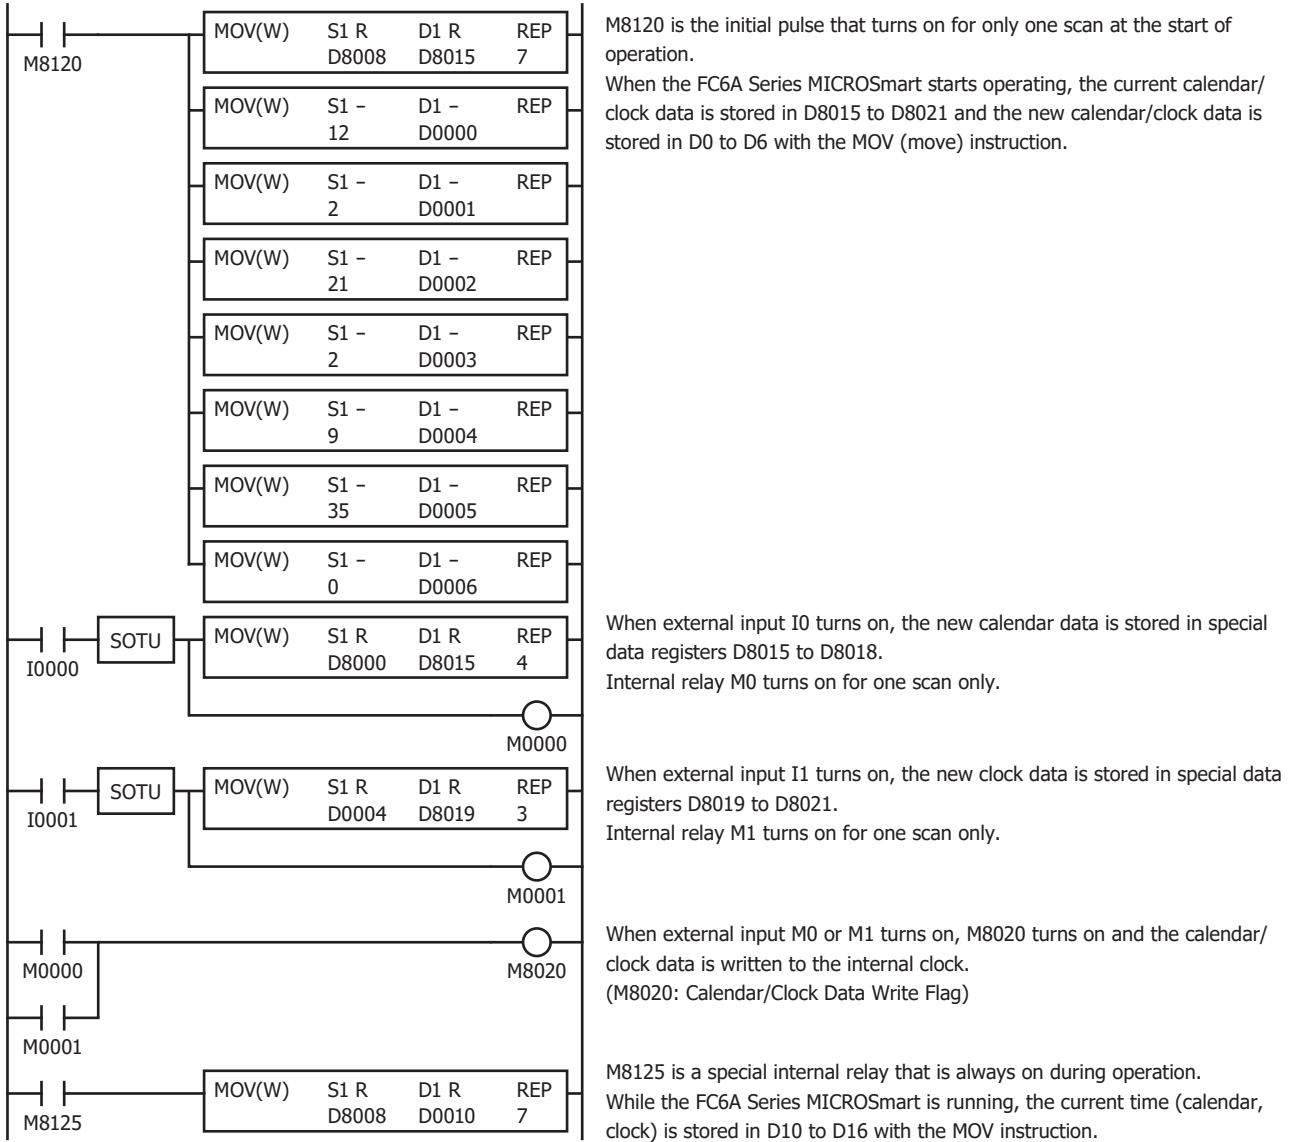 MOV(W) S1 R D1 R REP
D8008 D8015 7
M8120
M8120 is the initial pulse that turns on for only one scan at the start of
operation.
When the FC6A Series MICROSmart starts operating, the current calendar/
clock data is stored in D8015 to D8021 and the new calendar/clock data is
stored in D0 to D6 with the MOV (move) instruction.
MOV(W) S1 – D1 – REP
12 D0000
MOV(W) S1 – D1 – REP
2 D0001
MOV(W) S1 – D1 – REP
21 D0002
MOV(W) S1 – D1 – REP
2 D0003
MOV(W) S1 – D1 – REP
9 D0004
MOV(W) S1 – D1 – REP
35 D0005
MOV(W) S1 – D1 – REP
0 D0006
SOTU MOV(W) S1 R D1 R REP
I0000 D8000 D8015 4
M0000
When external input I0 turns on, the new calendar data is stored in special
data registers D8015 to D8018.
Internal relay M0 turns on for one scan only.
SOTU MOV(W) S1 R D1 R REP
I0001 D0004 D8019 3
M0001
When external input I1 turns on, the new clock data is stored in special data
registers D8019 to D8021.
Internal relay M1 turns on for one scan only.
M0000 M8020
M0001
When external input M0 or M1 turns on, M8020 turns on and the calendar/
clock data is written to the internal clock.
(M8020: Calendar/Clock Data Write Flag)
MOV(W) S1 R D1 R REP
M8125 D8008 D0010 7
M8125 is a special internal relay that is always on during operation.
While the FC6A Series MICROSmart is running, the current time (calendar,
clock) is stored in D10 to D16 with the MOV instruction.